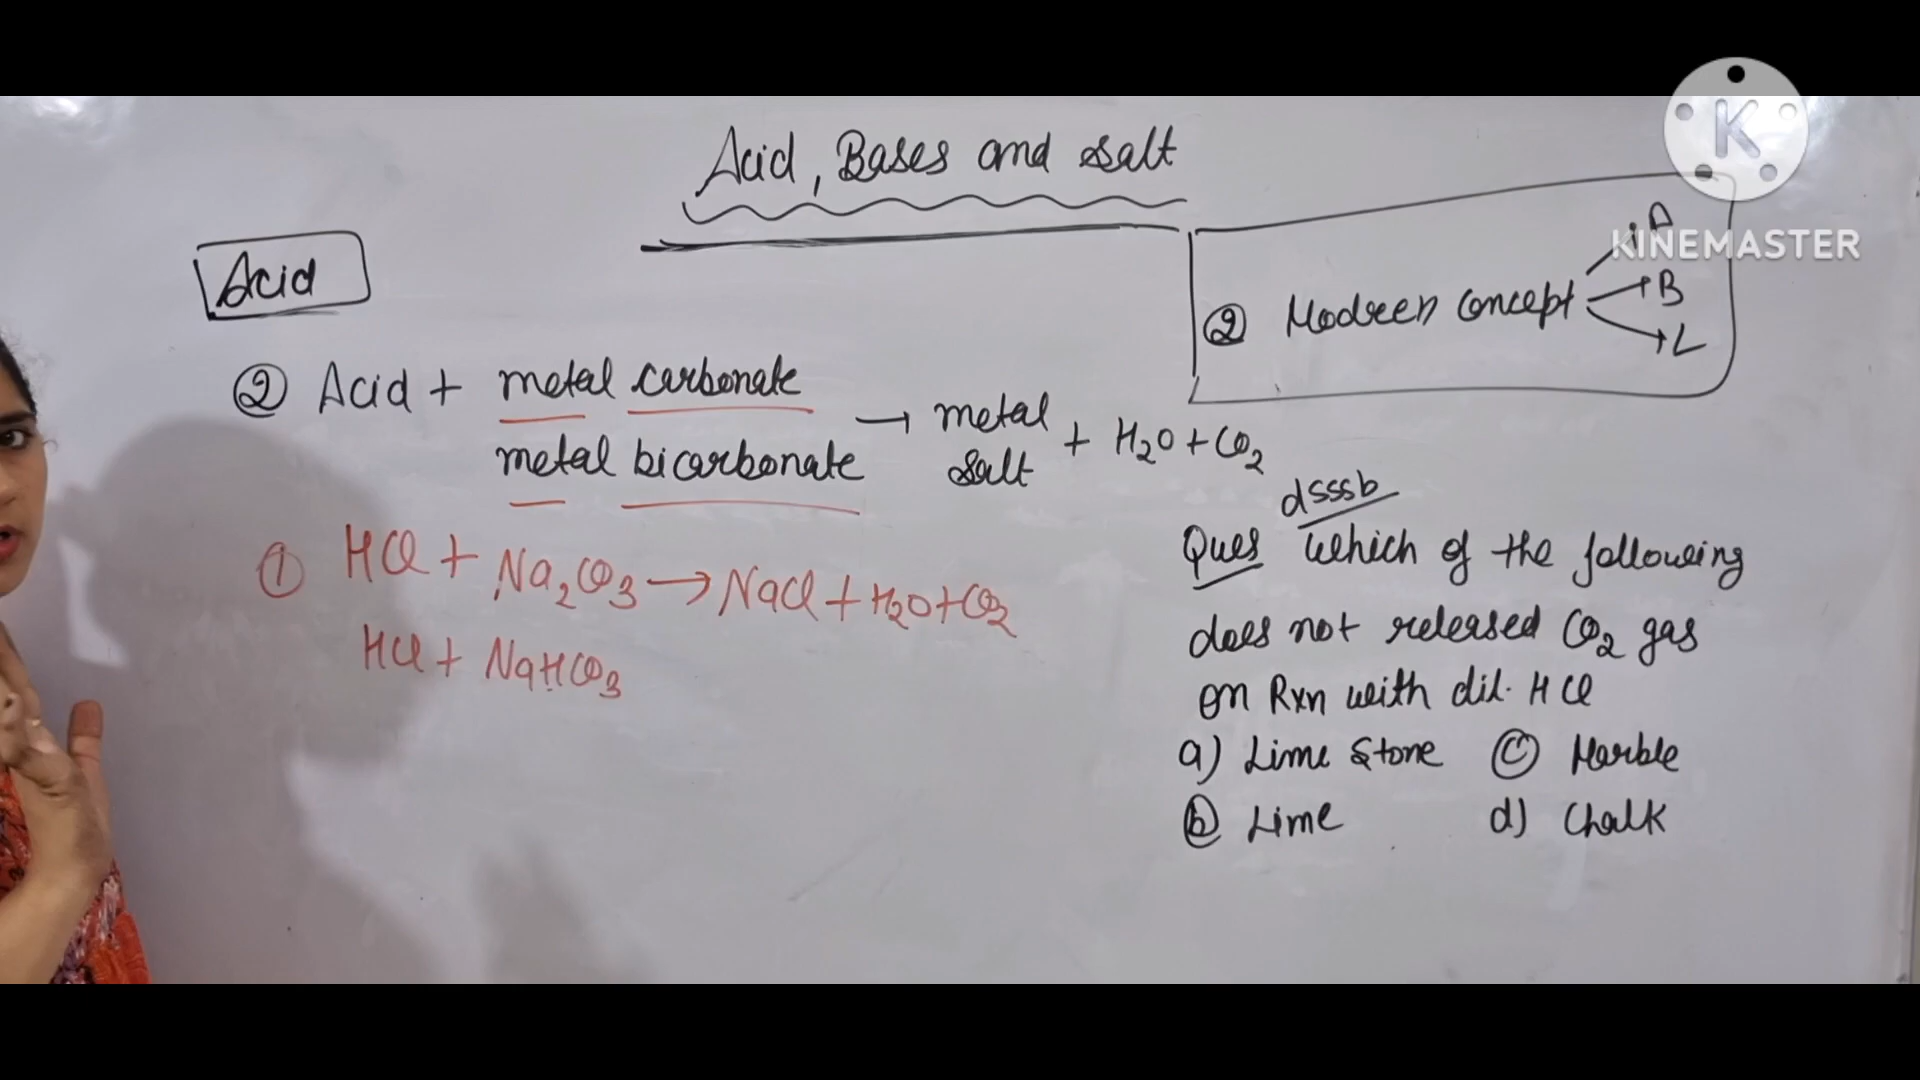 Acid, Bases and Salt
K
KINEMASTER
Acid
② Modreen concept
A
B
L
② Acid + metal carbonate
metal bicarbonate
→ metal salt + H₂O + CO₂
① HCl + Na₂CO₃ → NaCl + H₂O + CO₂
HCl + NaHCO₃
dsssb
Ques Which of the following
does not released CO₂ gas
on Rxn with dil. HCl
a) Lime Stone © Marble
ⓑ Lime d) Chalk